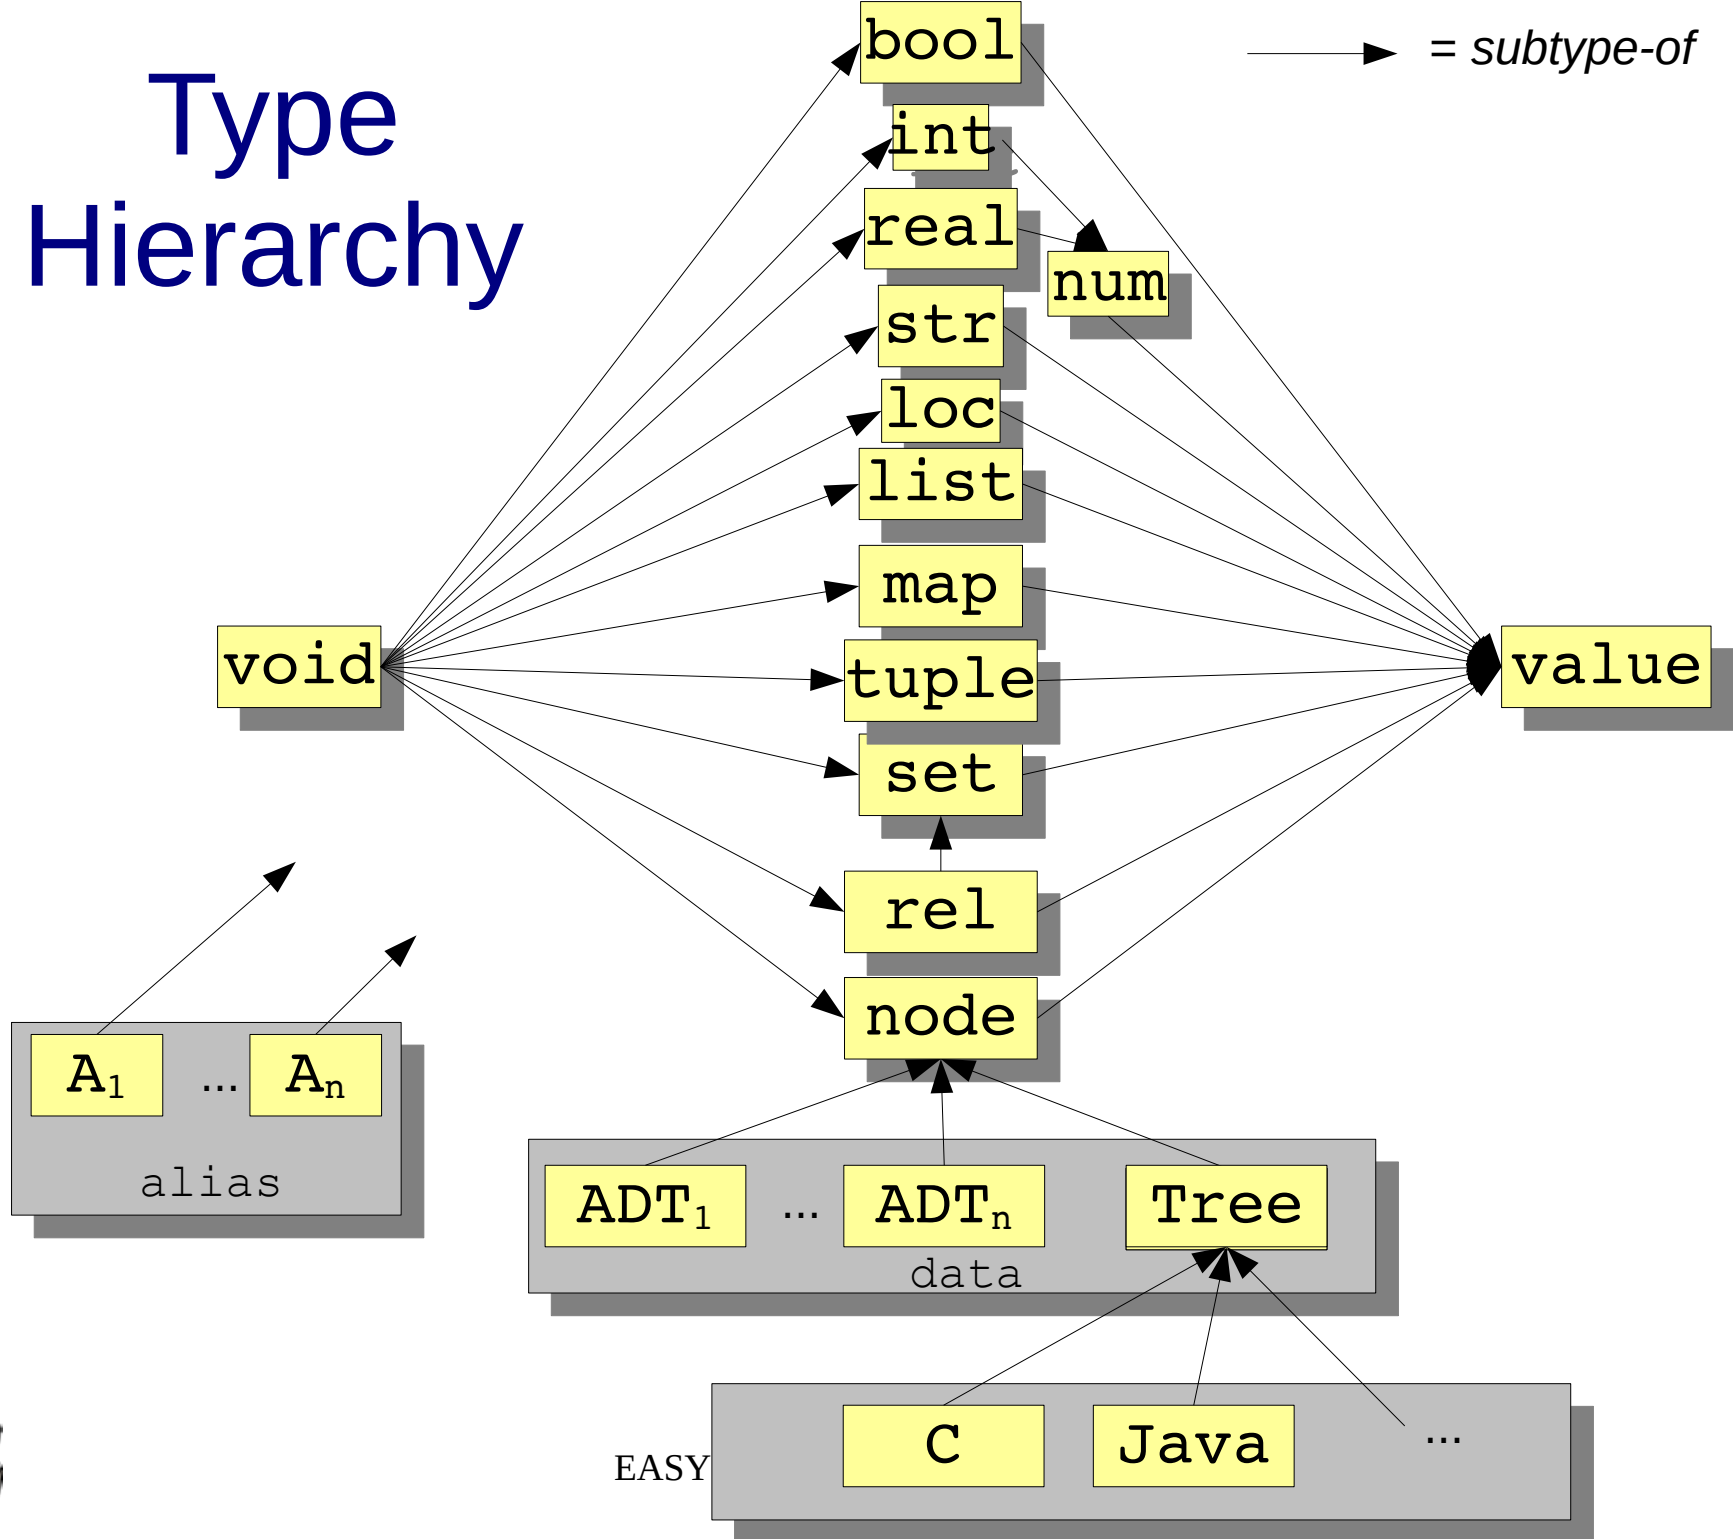 Type
Hierarchy
= subtype-of
bool
int
real
num
str
loc
list
map
void
tuple
value
set
rel
node
A1 ... An
alias
ADT1 ... ADTn Tree
data
C Java ...
EASY